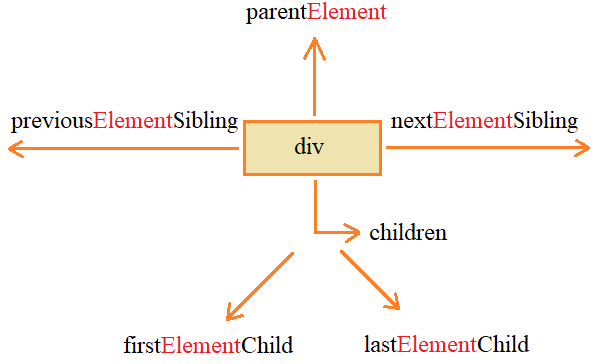 parentElement
previousElementSibling
nextElementSibling
div
children
firstElementChild
lastElementChild